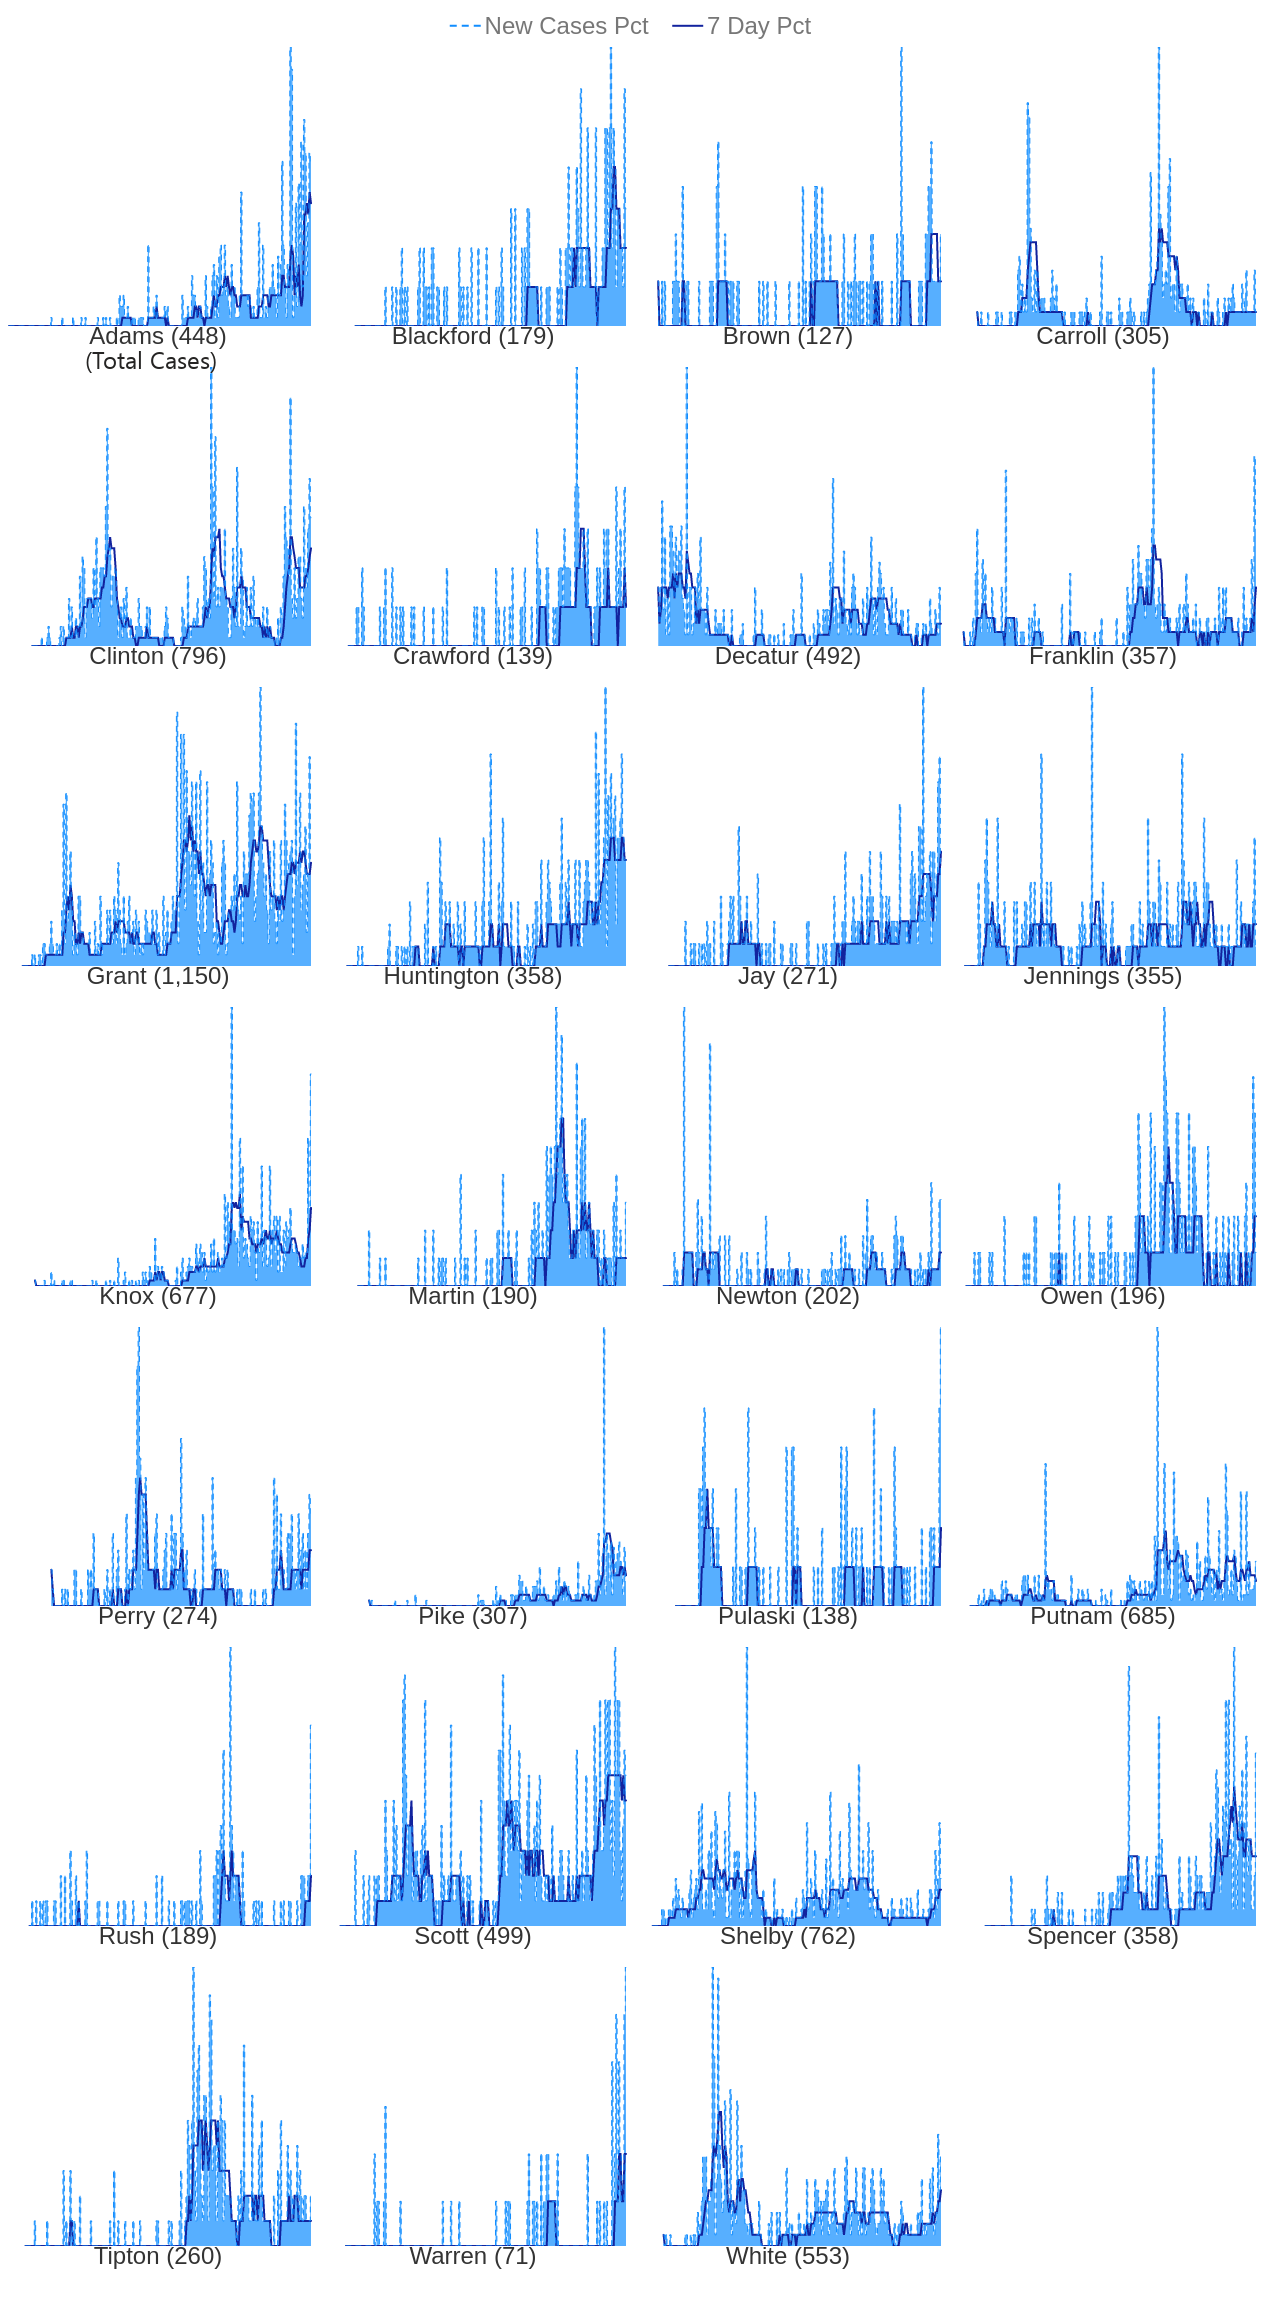 New Cases Pct 7 Day Pct
Adams (448) Blackford (179) Brown (127) Carroll (305)
(Total Cases)
Clinton (796) Crawford (139) Decatur (492) Franklin (357)
Grant (1,150) Huntington (358) Jay (271) Jennings (355)
Knox (677) Martin (190) Newton (202) Owen (196)
Perry (274) Pike (307) Pulaski (138) Putnam (685)
Rush (189) Scott (499) Shelby (762) Spencer (358)
Tipton (260) Warren (71) White (553)